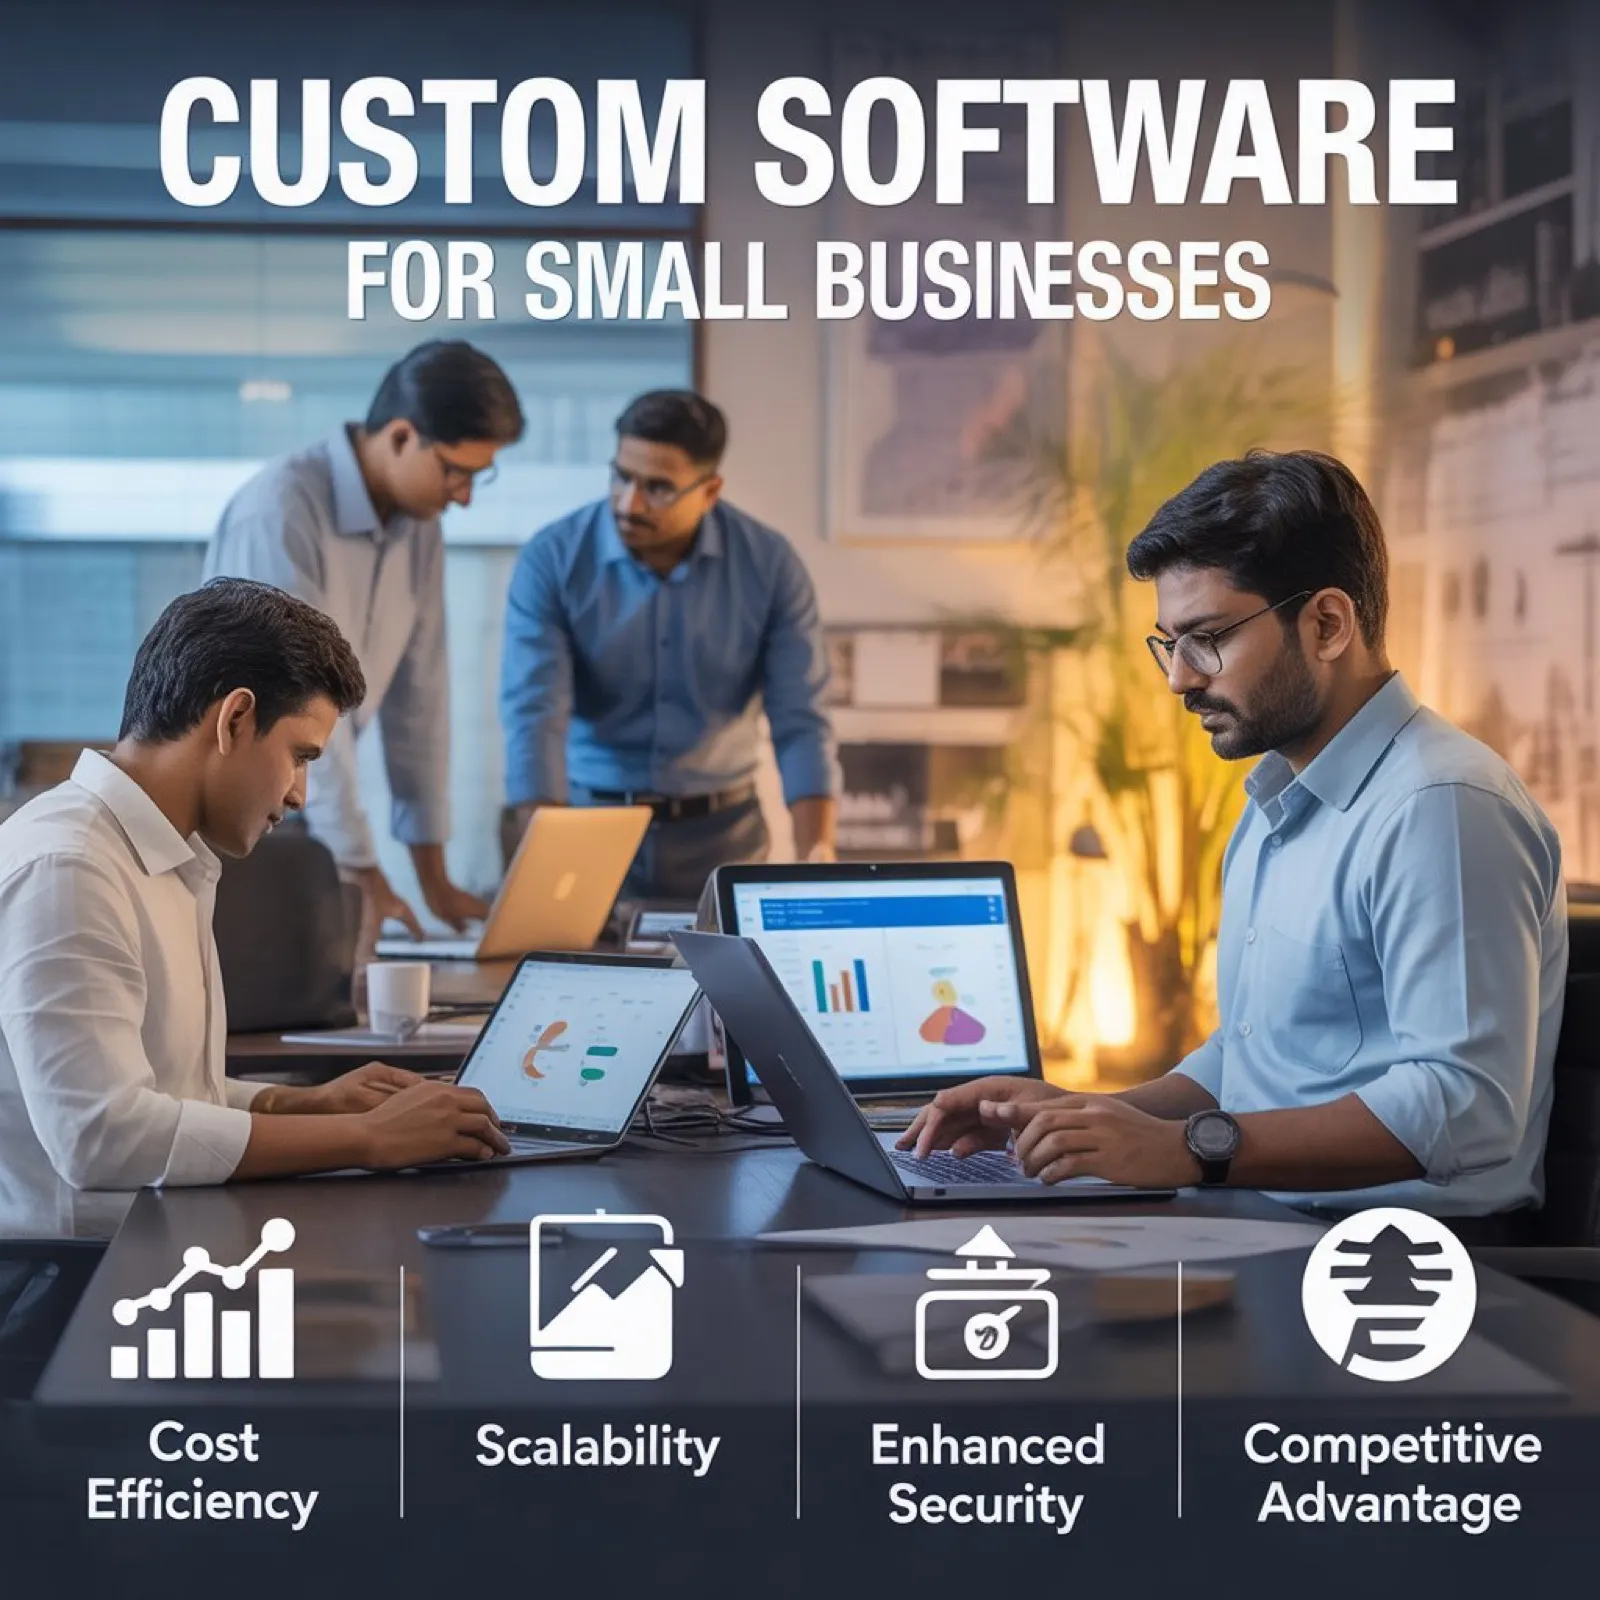 CUSTOM SOFTWARE
FOR SMALL BUSINESSES
Cost
Efficiency
Scalability
Enhanced
Security
Competitive
Advantage